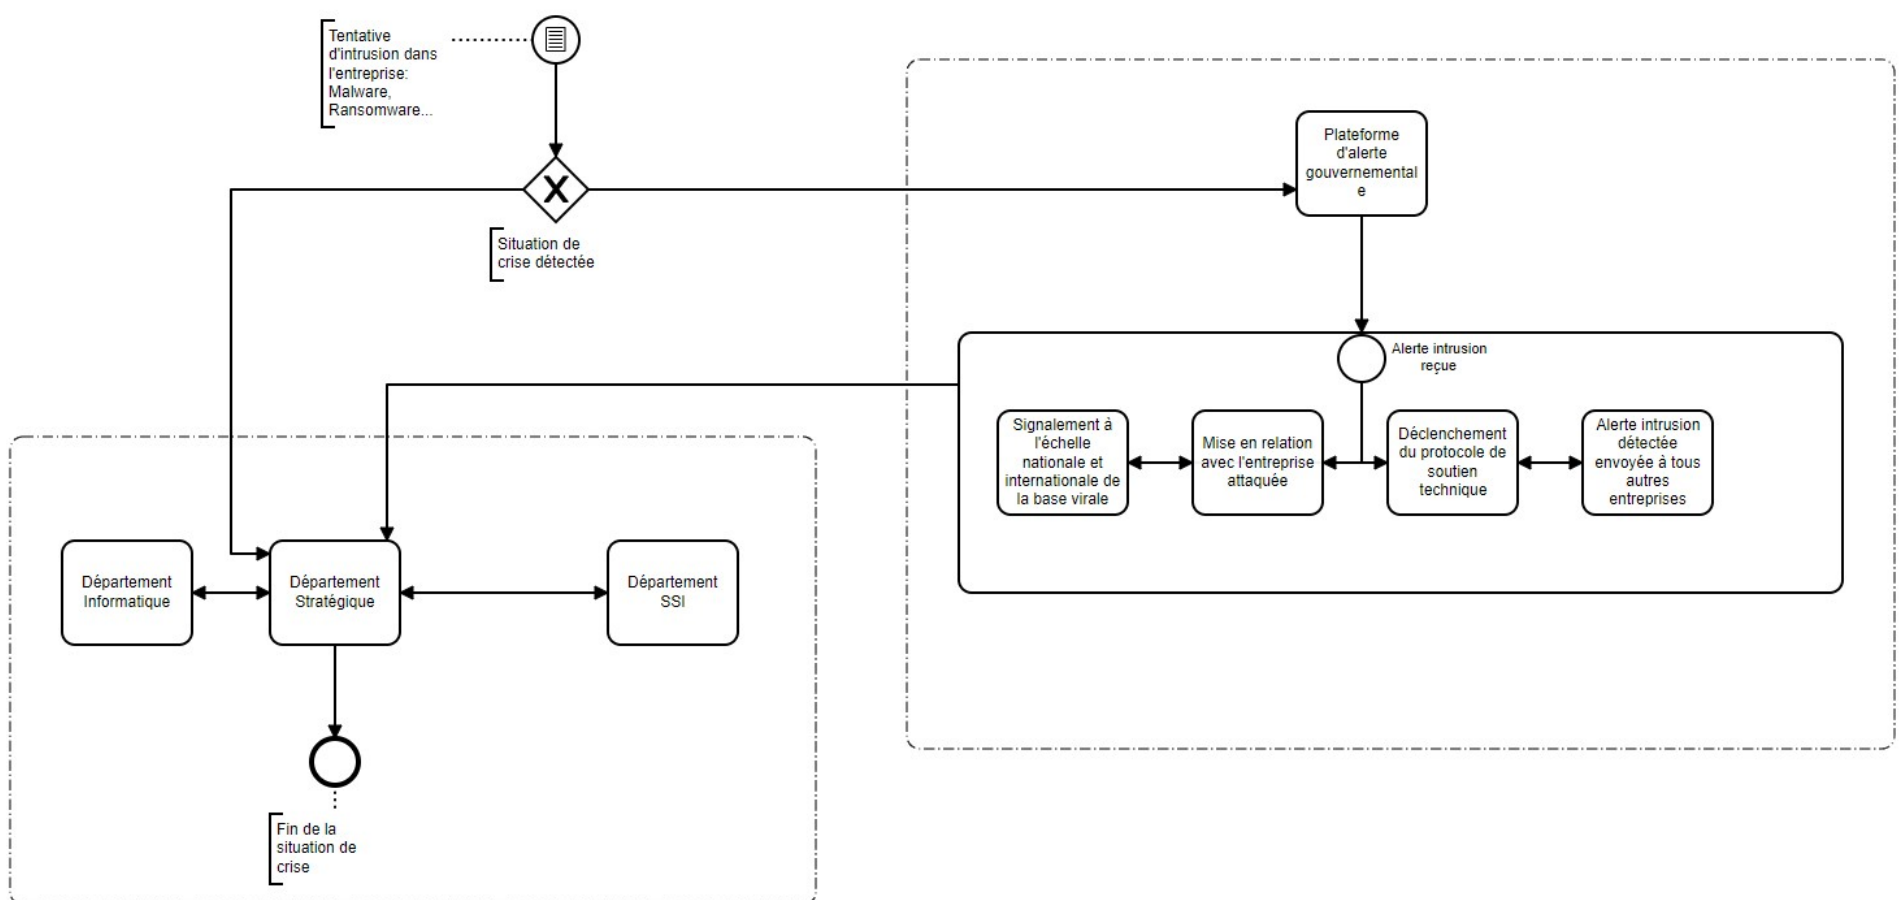 Tentative
d'intrusion dans
l'entreprise:
Malware,
Ransomware...
X
Situation de
crise détectée
Plateforme
d'alerte
gouvernemental
e
Alerte intrusion
reçue
Signalement à
l'échelle
nationale et
internationale de
la base virale
Mise en relation
avec l'entreprise
attaquée
Déclenchement
du protocole de
soutien
technique
Alerte intrusion
détectée
envoyée à tous
autres
entreprises
Département
Informatique
Département
Stratégique
Département
SSI
Fin de la
situation de
crise